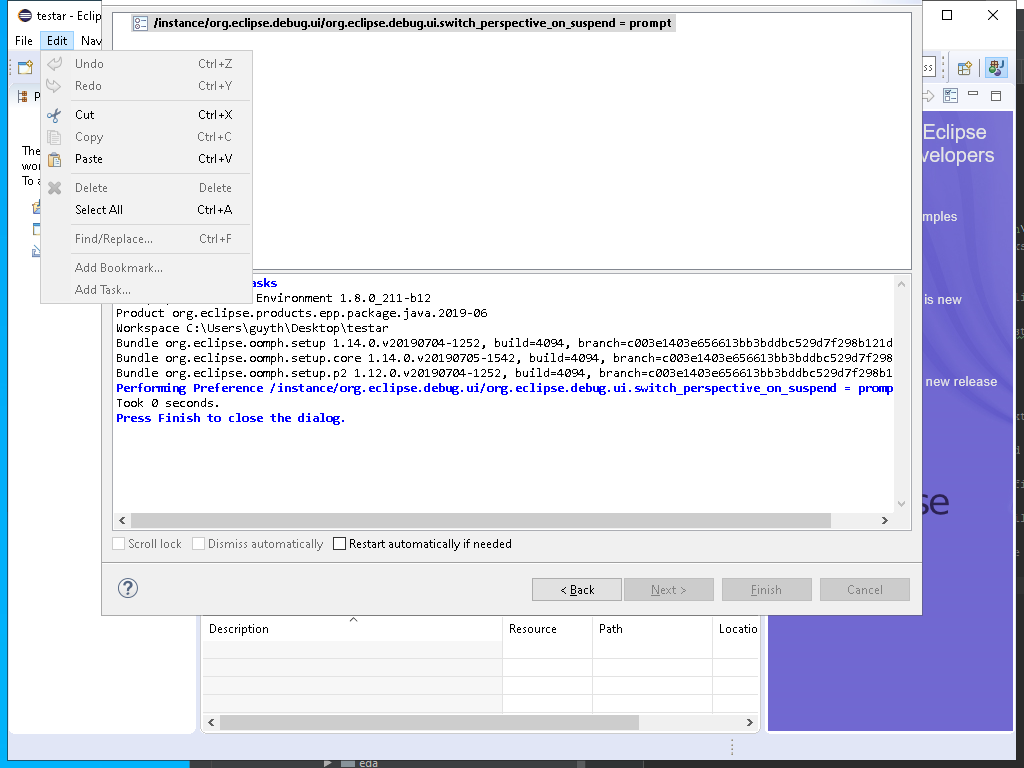 testar - Eclip
/instance/org.eclipse.debug.ui/org.eclipse.debug.ui.switch_perspective_on_suspend = prompt
File Edit Nav
Undo Ctrl+Z
Redo Ctrl+Y
Cut Ctrl+X
Copy Ctrl+C
Paste Ctrl+V
Delete Delete
Select All Ctrl+A
Find/Replace... Ctrl+F
Add Bookmark...
Add Task...
P
The
wor
To a
ss
Eclipse
velopers
mples
is new
new release
se
asks
Environment 1.8.0_211-b12
Product org.eclipse.products.epp.package.java.2019-06
Workspace C:\Users\guyth\Desktop\testar
Bundle org.eclipse.oomph.setup 1.14.0.v20190704-1252, build=4094, branch=c003e1403e656613bb3bddbc529d7f298b121d
Bundle org.eclipse.oomph.setup.core 1.14.0.v20190705-1542, build=4094, branch=c003e1403e656613bb3bddbc529d7f298
Bundle org.eclipse.oomph.setup.p2 1.12.0.v20190704-1252, build=4094, branch=c003e1403e656613bb3bddbc529d7f298b1
Performing Preference /instance/org.eclipse.debug.ui/org.eclipse.debug.ui.switch_perspective_on_suspend = promp
Took 0 seconds.
Press Finish to close the dialog.
Scroll lock Dismiss automatically Restart automatically if needed
? < Back Next > Finish Cancel
Description Resource Path Locatio
eda